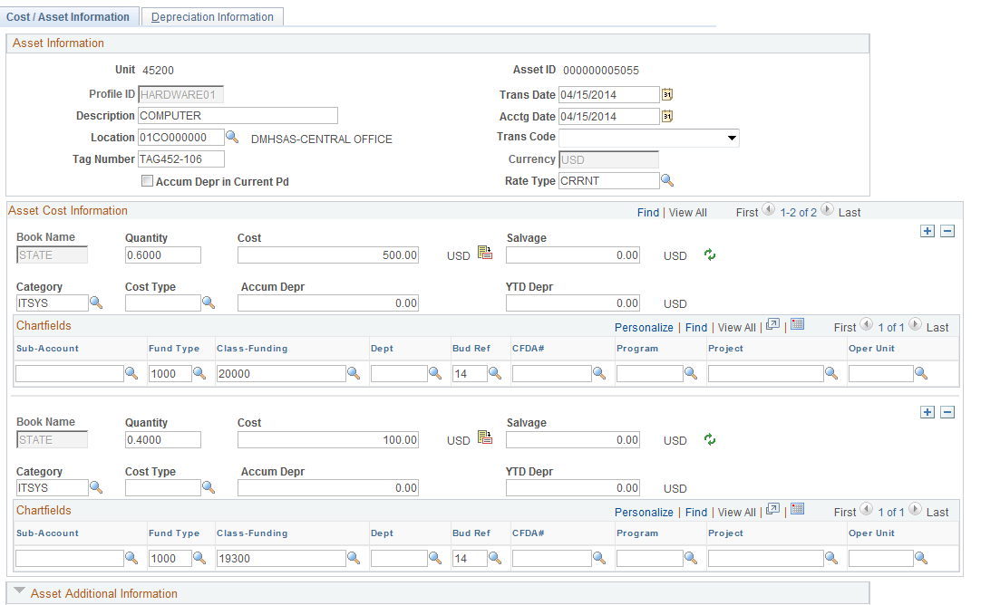 Cost / Asset Information Depreciation Information
Asset Information
Unit 45200 Asset ID 000000005055
Profile ID HARDWARE01 Trans Date 04/15/2014 31
Description COMPUTER Acctg Date 04/15/2014 31
Location 01CO000000 DMHSAS-CENTRAL OFFICE Trans Code
Tag Number TAG452-106 Currency USD
Accum Depr in Current Pd Rate Type CRRNT
Asset Cost Information Find | View All First 1-2 of 2 Last
Book Name Quantity Cost Salvage
STATE 0.6000 500.00 USD 0.00 USD
Category Cost Type Accum Depr YTD Depr
ITSYS 0.00 0.00 USD
Chartfields Personalize | Find | View All | | First 1 of 1 Last
Sub-Account Fund Type Class-Funding Dept Bud Ref CFDA# Program Project Oper Unit
1000 20000 14
Book Name Quantity Cost Salvage
STATE 0.4000 100.00 USD 0.00 USD
Category Cost Type Accum Depr YTD Depr
ITSYS 0.00 0.00 USD
Chartfields Personalize | Find | View All | | First 1 of 1 Last
Sub-Account Fund Type Class-Funding Dept Bud Ref CFDA# Program Project Oper Unit
1000 19300 14
Asset Additional Information